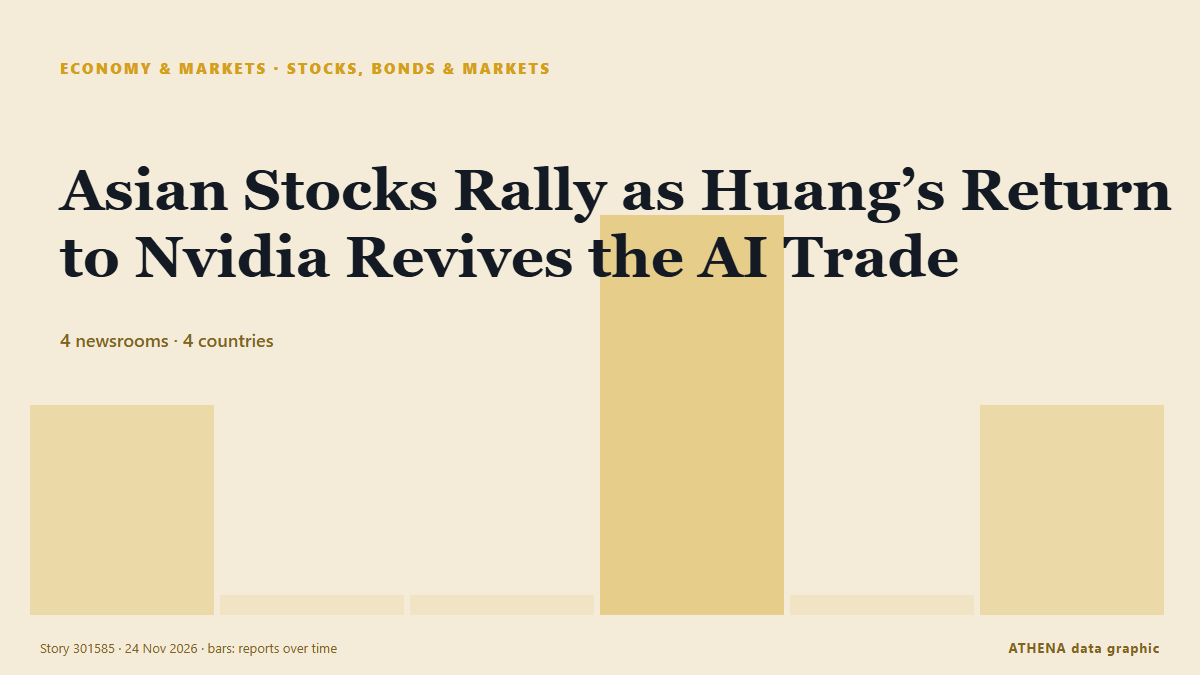 ECONOMY & MARKETS · STOCKS, BONDS & MARKETS
Asian Stocks Rally as Huang’s Return
to Nvidia Revives the AI Trade
4 newsrooms · 4 countries
Story 301585 · 24 Nov 2026 · bars: reports over time
ATHENA data graphic